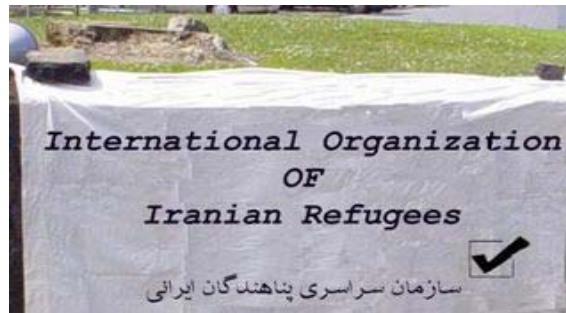 International Organization
OF
Iranian Refugees
سازمان سراسری پناهندگان ایرانی